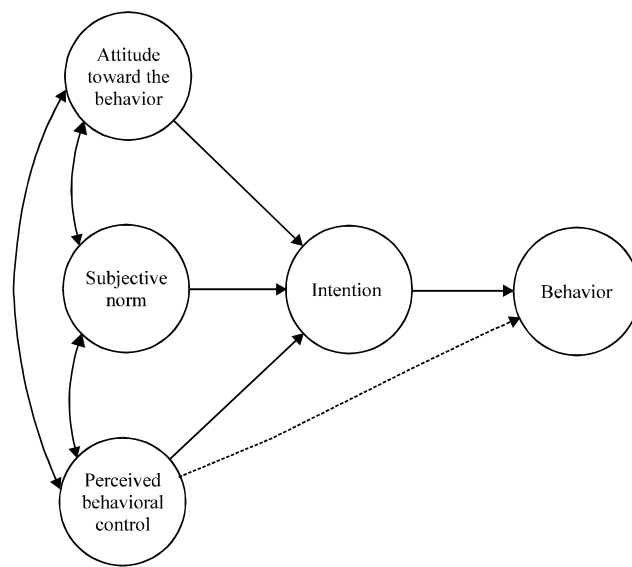 Attitude
toward the
behavior
Subjective
norm
Intention
Behavior
Perceived
behavioral
control